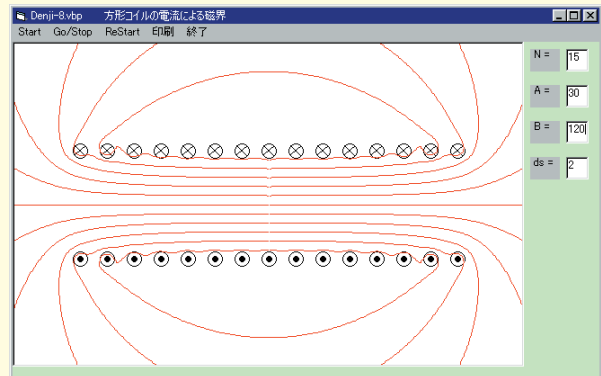 Denji-8.vbp 方形コイルの電流による磁界
Start Go/Stop ReStart 印刷 終了
N = 15
A = 30
B = 120
ds = 2